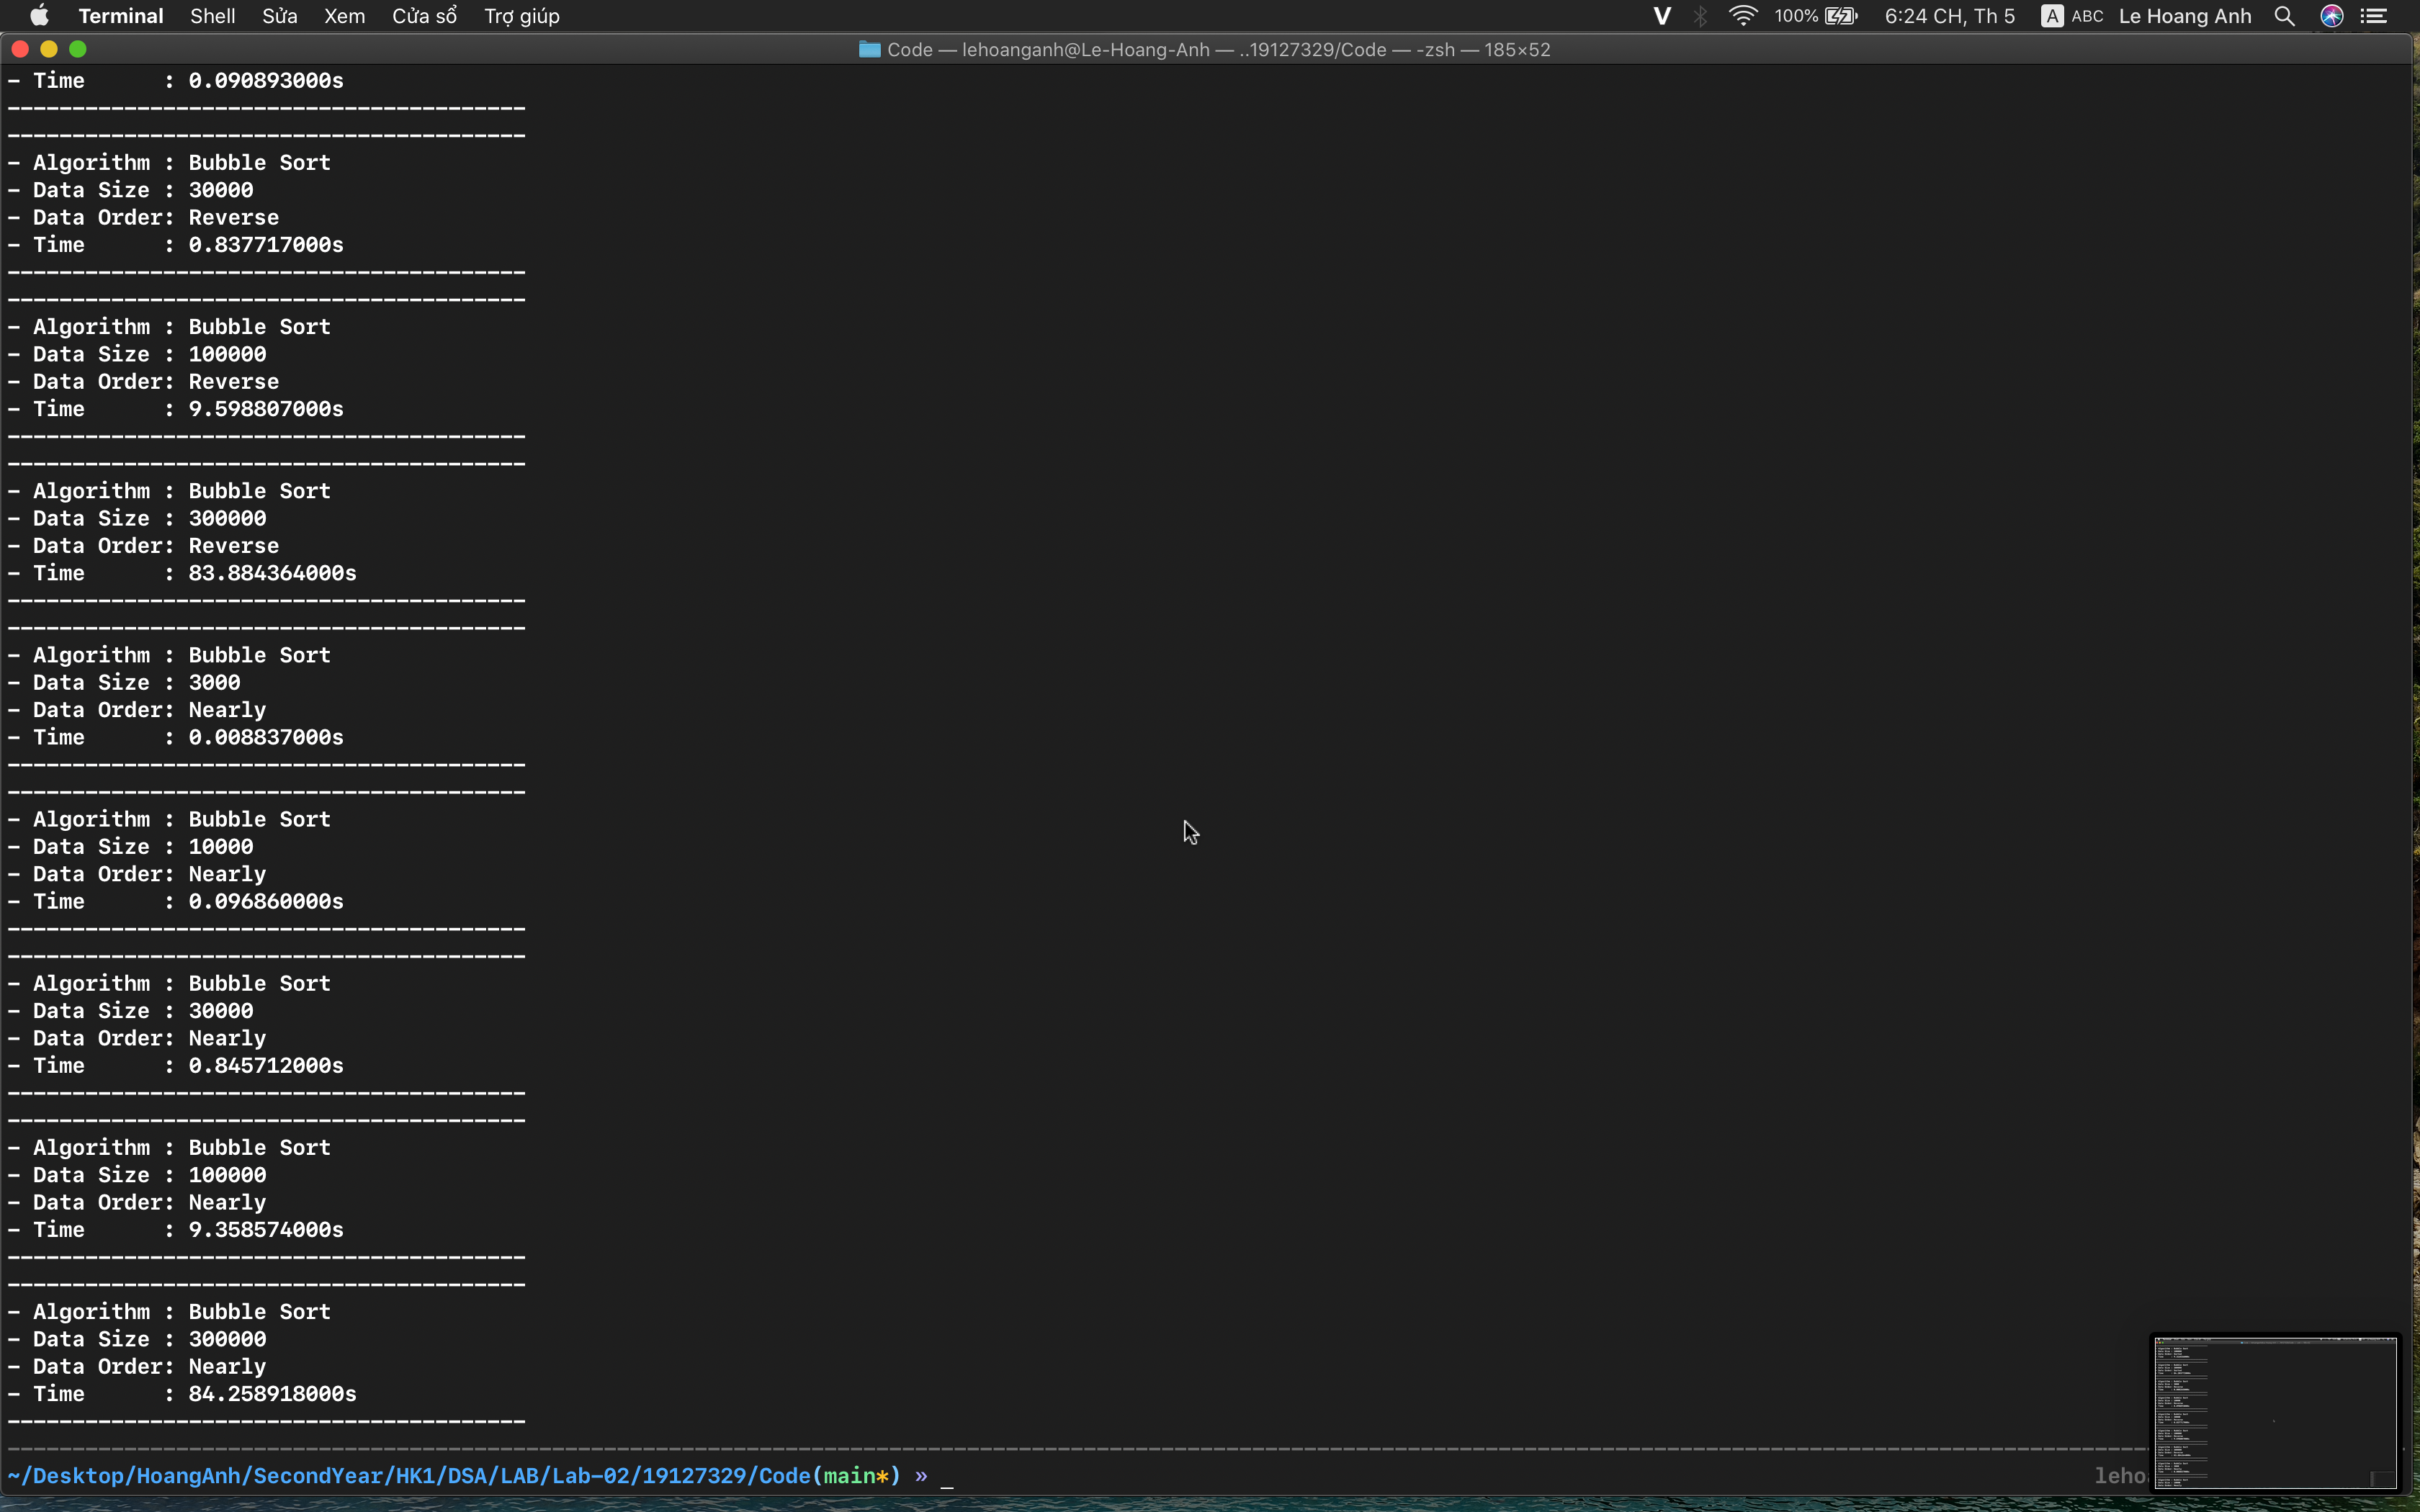 Terminal Shell Sửa Xem Cửa sổ Trợ giúp V 100% 6:24 CH, Th 5 A ABC Le Hoang Anh
Code — lehoanganh@Le-Hoang-Anh — ..19127329/Code — -zsh — 185×52
- Time      : 0.090893000s
----------------------------------------
----------------------------------------
- Algorithm : Bubble Sort
- Data Size : 30000
- Data Order: Reverse
- Time      : 0.837717000s
----------------------------------------
----------------------------------------
- Algorithm : Bubble Sort
- Data Size : 100000
- Data Order: Reverse
- Time      : 9.598807000s
----------------------------------------
----------------------------------------
- Algorithm : Bubble Sort
- Data Size : 300000
- Data Order: Reverse
- Time      : 83.884364000s
----------------------------------------
----------------------------------------
- Algorithm : Bubble Sort
- Data Size : 3000
- Data Order: Nearly
- Time      : 0.008837000s
----------------------------------------
----------------------------------------
- Algorithm : Bubble Sort
- Data Size : 10000
- Data Order: Nearly
- Time      : 0.096860000s
----------------------------------------
----------------------------------------
- Algorithm : Bubble Sort
- Data Size : 30000
- Data Order: Nearly
- Time      : 0.845712000s
----------------------------------------
----------------------------------------
- Algorithm : Bubble Sort
- Data Size : 100000
- Data Order: Nearly
- Time      : 9.358574000s
----------------------------------------
----------------------------------------
- Algorithm : Bubble Sort
- Data Size : 300000
- Data Order: Nearly
- Time      : 84.258918000s
----------------------------------------
~/Desktop/HoangAnh/SecondYear/HK1/DSA/LAB/Lab-02/19127329/Code(main*) » _